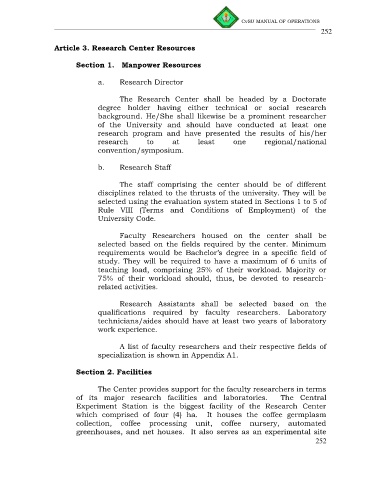 CvSU MANUAL OF OPERATIONS
252
Article 3. Research Center Resources
Section 1. Manpower Resources
a. Research Director
The Research Center shall be headed by a Doctorate
degree holder having either technical or social research
background. He/She shall likewise be a prominent researcher
of the University and should have conducted at least one
research program and have presented the results of his/her
research to at least one regional/national
convention/symposium.
b. Research Staff
The staff comprising the center should be of different
disciplines related to the thrusts of the university. They will be
selected using the evaluation system stated in Sections 1 to 5 of
Rule VIII (Terms and Conditions of Employment) of the
University Code.
Faculty Researchers housed on the center shall be
selected based on the fields required by the center. Minimum
requirements would be Bachelor's degree in a specific field of
study. They will be required to have a maximum of 6 units of
teaching load, comprising 25% of their workload. Majority or
75% of their workload should, thus, be devoted to research-
related activities.
Research Assistants shall be selected based on the
qualifications required by faculty researchers. Laboratory
technicians/aides should have at least two years of laboratory
work experience.
A list of faculty researchers and their respective fields of
specialization is shown in Appendix A1.
Section 2. Facilities
The Center provides support for the faculty researchers in terms
of its major research facilities and laboratories. The Central
Experiment Station is the biggest facility of the Research Center
which comprised of four (4) ha. It houses the coffee germplasm
collection, coffee processing unit, coffee nursery, automated
greenhouses, and net houses. It also serves as an experimental site
252